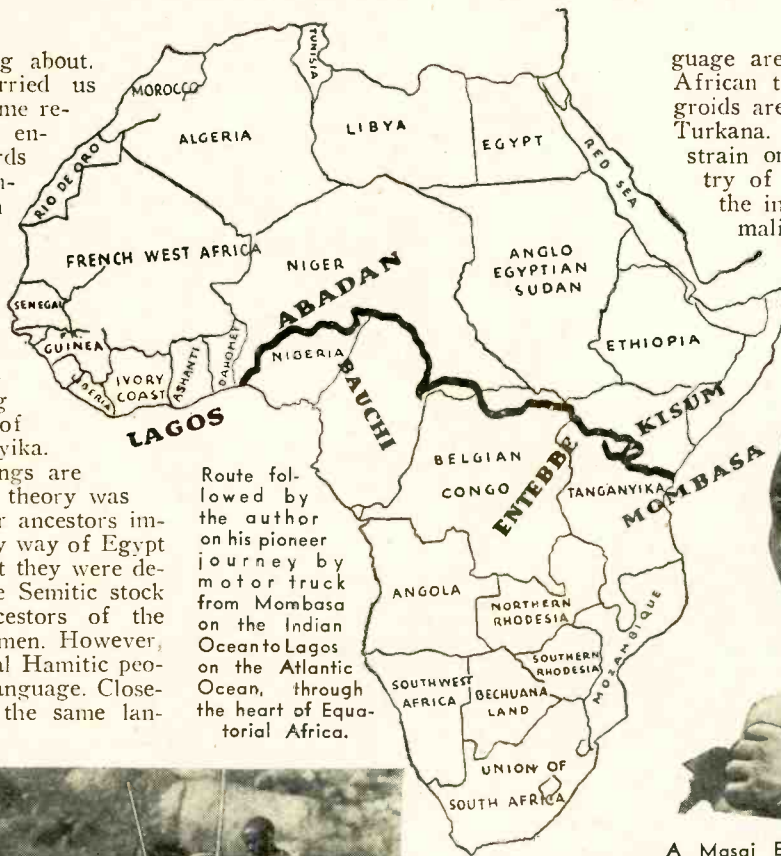 g about.
rried us
me re-
en-
rds
n-
g
of
yika.
ngs are
theory was
r ancestors im-
y way of Egypt
t they were de-
e Semitic stock
cestors of the
men. However,
al Hamitic peo-
anguage. Close-
the same lan-
MOROCCO
TUNISIA
ALGERIA
LIBYA
EGYPT
RED SEA
RIO DE ORO
FRENCH WEST AFRICA
NIGER
ANGLO
EGYPTIAN
SUDAN
ABADAN
SENEGAL
FR.
GUINEA
LIBERIA
IVORY
COAST
ASHANTI
DAHOMEY
NIGERIA
BAUCHI
ETHIOPIA
LAGOS
KISUM
BELGIAN
CONGO
ENTEBBE
TANGANYIKA
MOMBASA
ANGOLA
NORTHERN
RHODESIA
MOZAMBIQUE
SOUTHERN
RHODESIA
SOUTHWEST
AFRICA
BECHUANA
LAND
UNION OF
SOUTH AFRICA
Route fol-
lowed by
the author
on his pioneer
journey by
motor truck
from Mombasa
on the Indian
Ocean to Lagos
on the Atlantic
Ocean, through
the heart of Equa-
torial Africa.
guage are
African t
groids are
Turkana.
strain on
try of
the in
mali
A Masai E